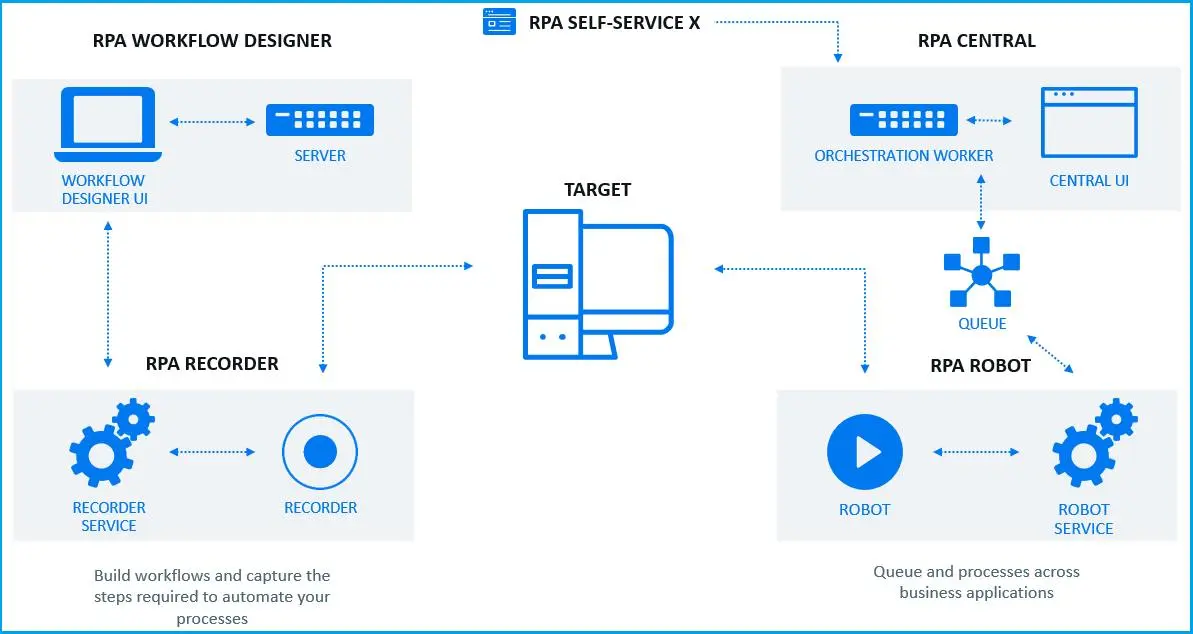 RPA SELF-SERVICE X
RPA WORKFLOW DESIGNER
RPA CENTRAL
SERVER
WORKFLOW
DESIGNER UI
ORCHESTRATION WORKER
CENTRAL UI
TARGET
QUEUE
RPA RECORDER
RPA ROBOT
RECORDER
SERVICE
RECORDER
ROBOT
ROBOT
SERVICE
Build workflows and capture the
steps required to automate your
processes
Queue and processes across
business applications